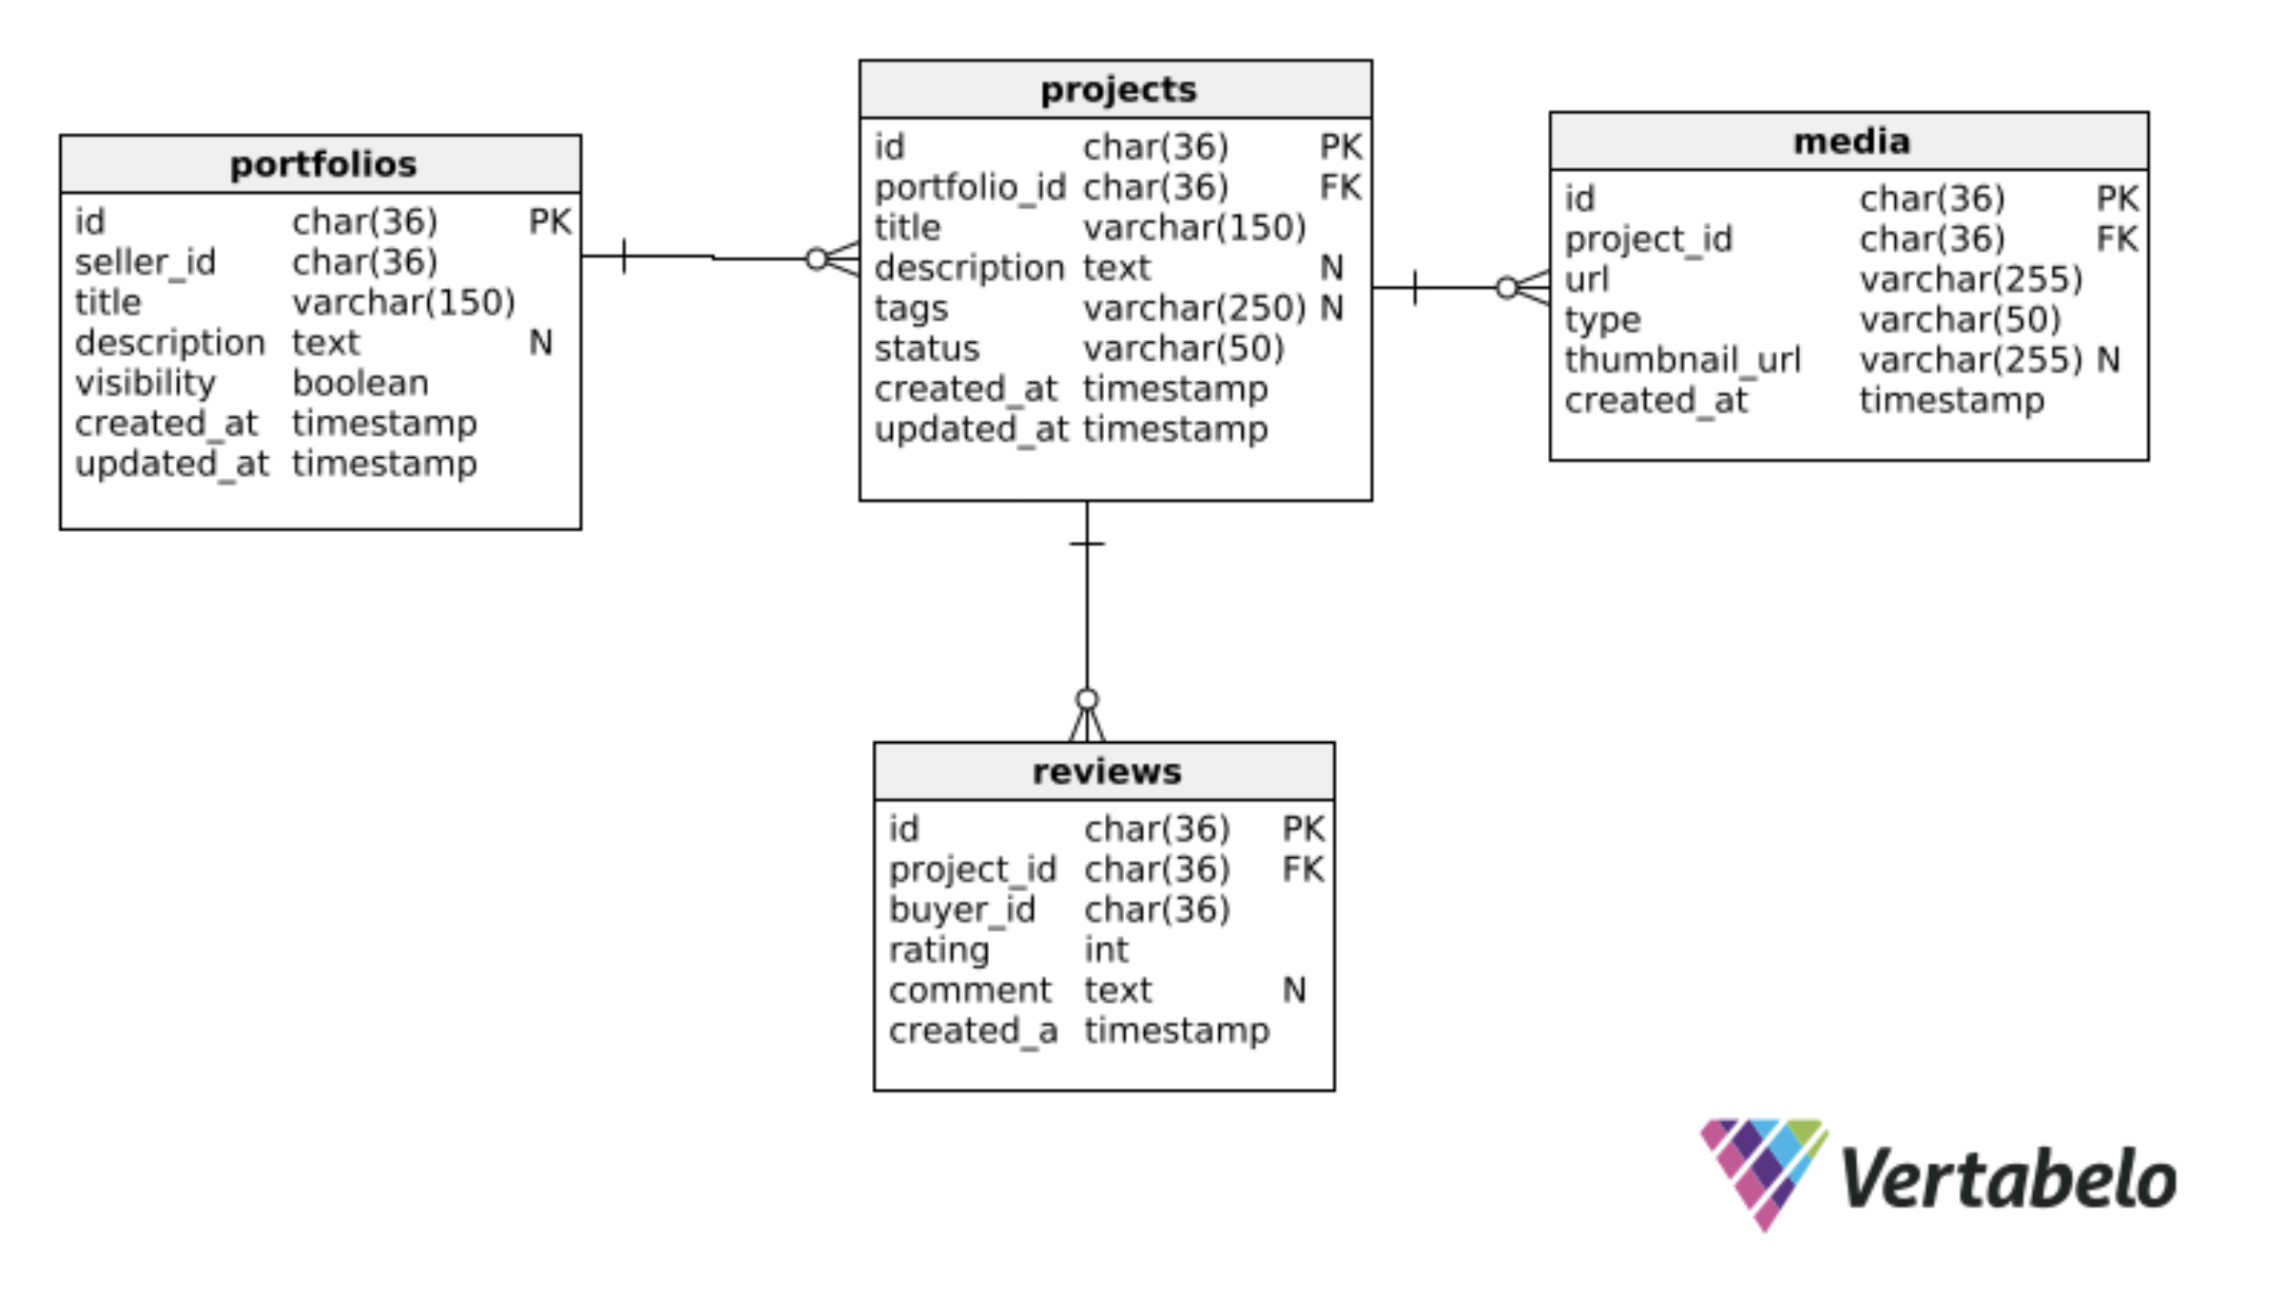 portfolios
id char(36) PK
seller_id char(36)
title varchar(150)
description text N
visibility boolean
created_at timestamp
updated_at timestamp
projects
id char(36) PK
portfolio_id char(36) FK
title varchar(150)
description text N
tags varchar(250) N
status varchar(50)
created_at timestamp
updated_at timestamp
media
id char(36) PK
project_id char(36) FK
url varchar(255)
type varchar(50)
thumbnail_url varchar(255) N
created_at timestamp
reviews
id char(36) PK
project_id char(36) FK
buyer_id char(36)
rating int
comment text N
created_a timestamp
Vertabelo